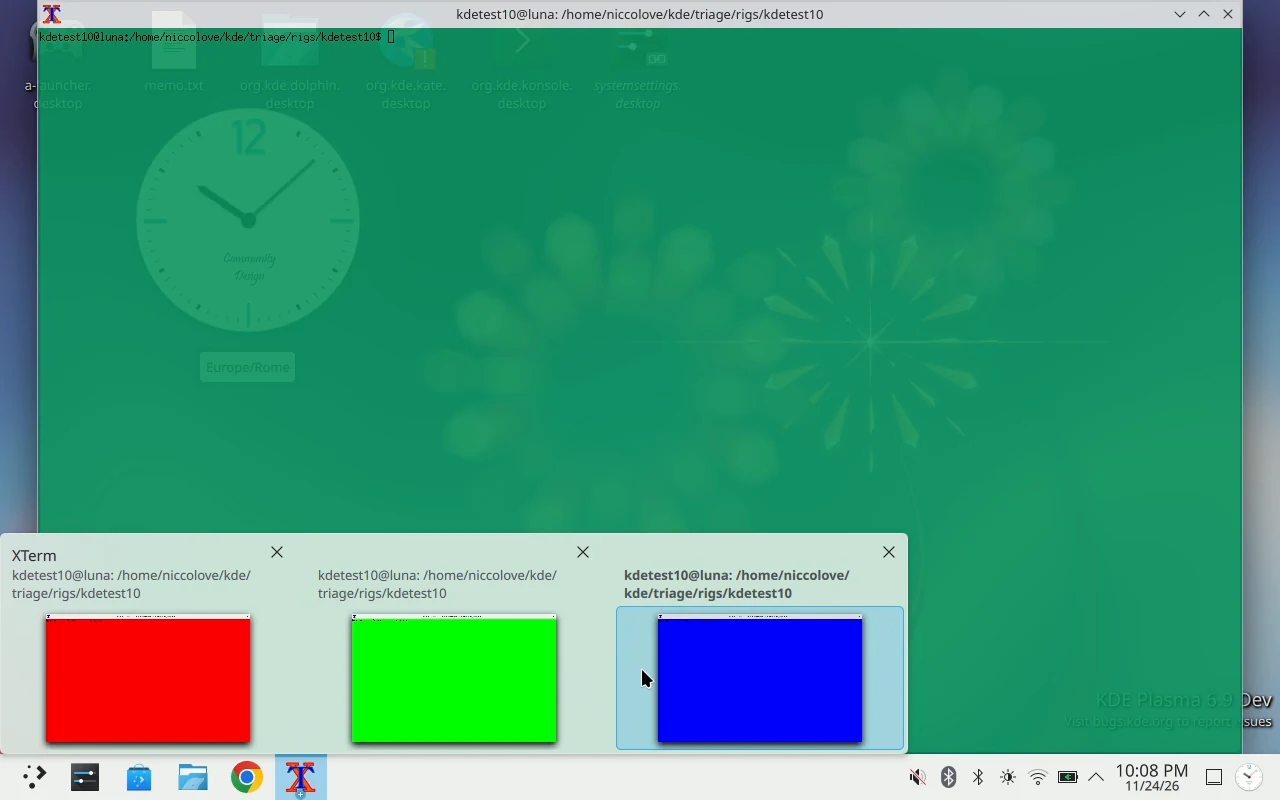 kdetest10@luna: /home/niccolove/kde/triage/rigs/kdetest10
kdetest10@luna:/home/niccolove/kde/triage/rigs/kdetest10$
memo.txt
org.kde.dolphin.
desktop
org.kde.kate.
desktop
org.kde.konsole.
desktop
systemsettings.
desktop
desktop
12
Community
Design
Europe/Rome
XTerm
kdetest10@luna: /home/niccolove/kde/
triage/rigs/kdetest10
kdetest10@luna: /home/niccolove/kde/
triage/rigs/kdetest10
kdetest10@luna: /home/niccolove/
kde/triage/rigs/kdetest10
KDE Plasma 6.9 Dev
Visit bugs.kde.org to report issues
10:08 PM
11/24/26